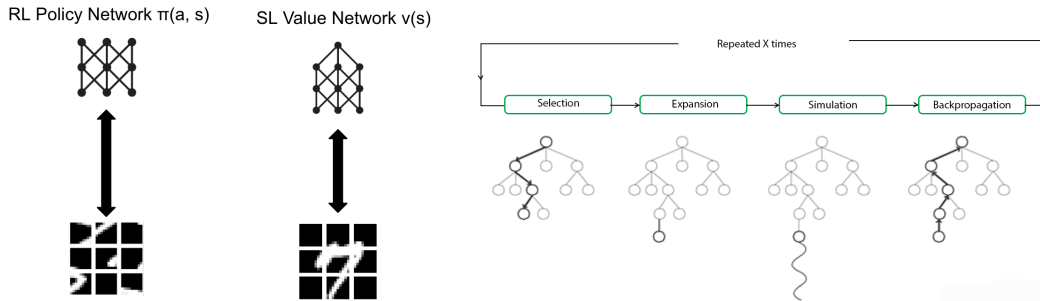 RL Policy Network π(a, s)
SL Value Network v(s)
Repeated X times
Selection
Expansion
Simulation
Backpropagation